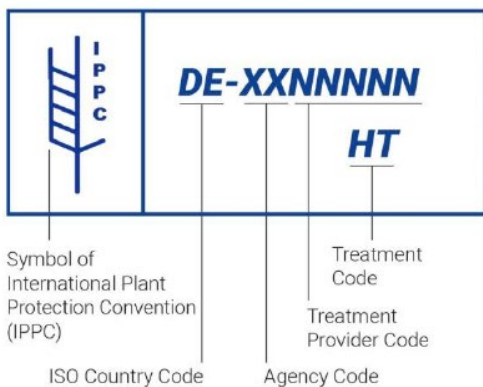 IPPC
DE-XXNNNNN
HT
Symbol of
International Plant
Protection Convention
(IPPC)
Treatment
Code
Treatment
Provider Code
ISO Country Code
Agency Code